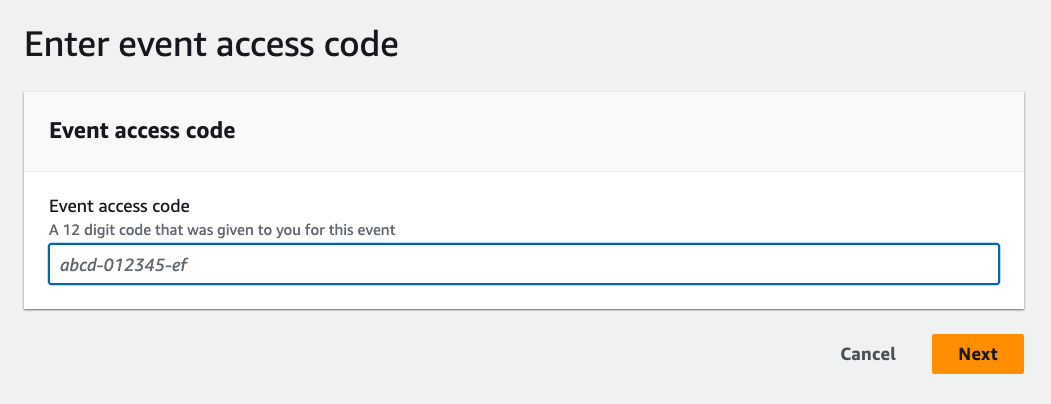 Enter event access code
Event access code
Event access code
A 12 digit code that was given to you for this event
abcd-012345-ef
Cancel
Next